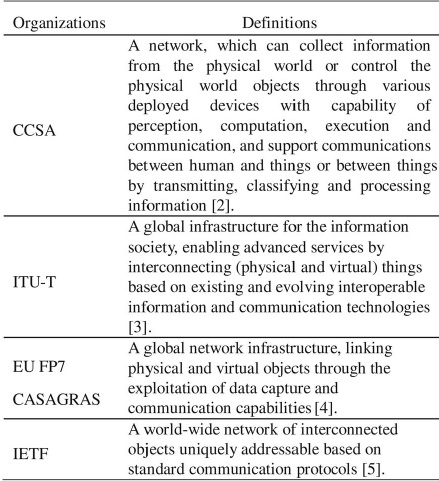 Organizations Definitions
A network, which can collect information
from the physical world or control the
physical world objects through various
deployed devices with capability of
perception, computation, execution and
CCSA communication, and support communications
between human and things or between things
by transmitting, classifying and processing
information [2].
A global infrastructure for the information
society, enabling advanced services by
ITU-T interconnecting (physical and virtual) things
based on existing and evolving interoperable
information and communication technologies
[3].
A global network infrastructure, linking
EU FP7 physical and virtual objects through the
exploitation of data capture and
CASAGRAS communication capabilities [4].
A world-wide network of interconnected
IETF objects uniquely addressable based on
standard communication protocols [5].